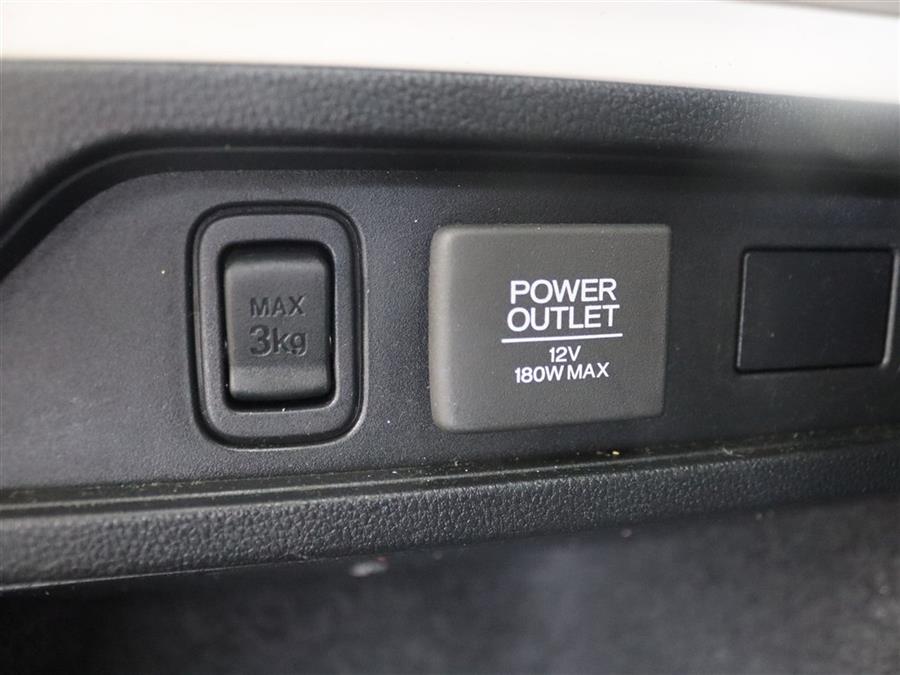 MAX
3kg
POWER
OUTLET
12V
180W MAX